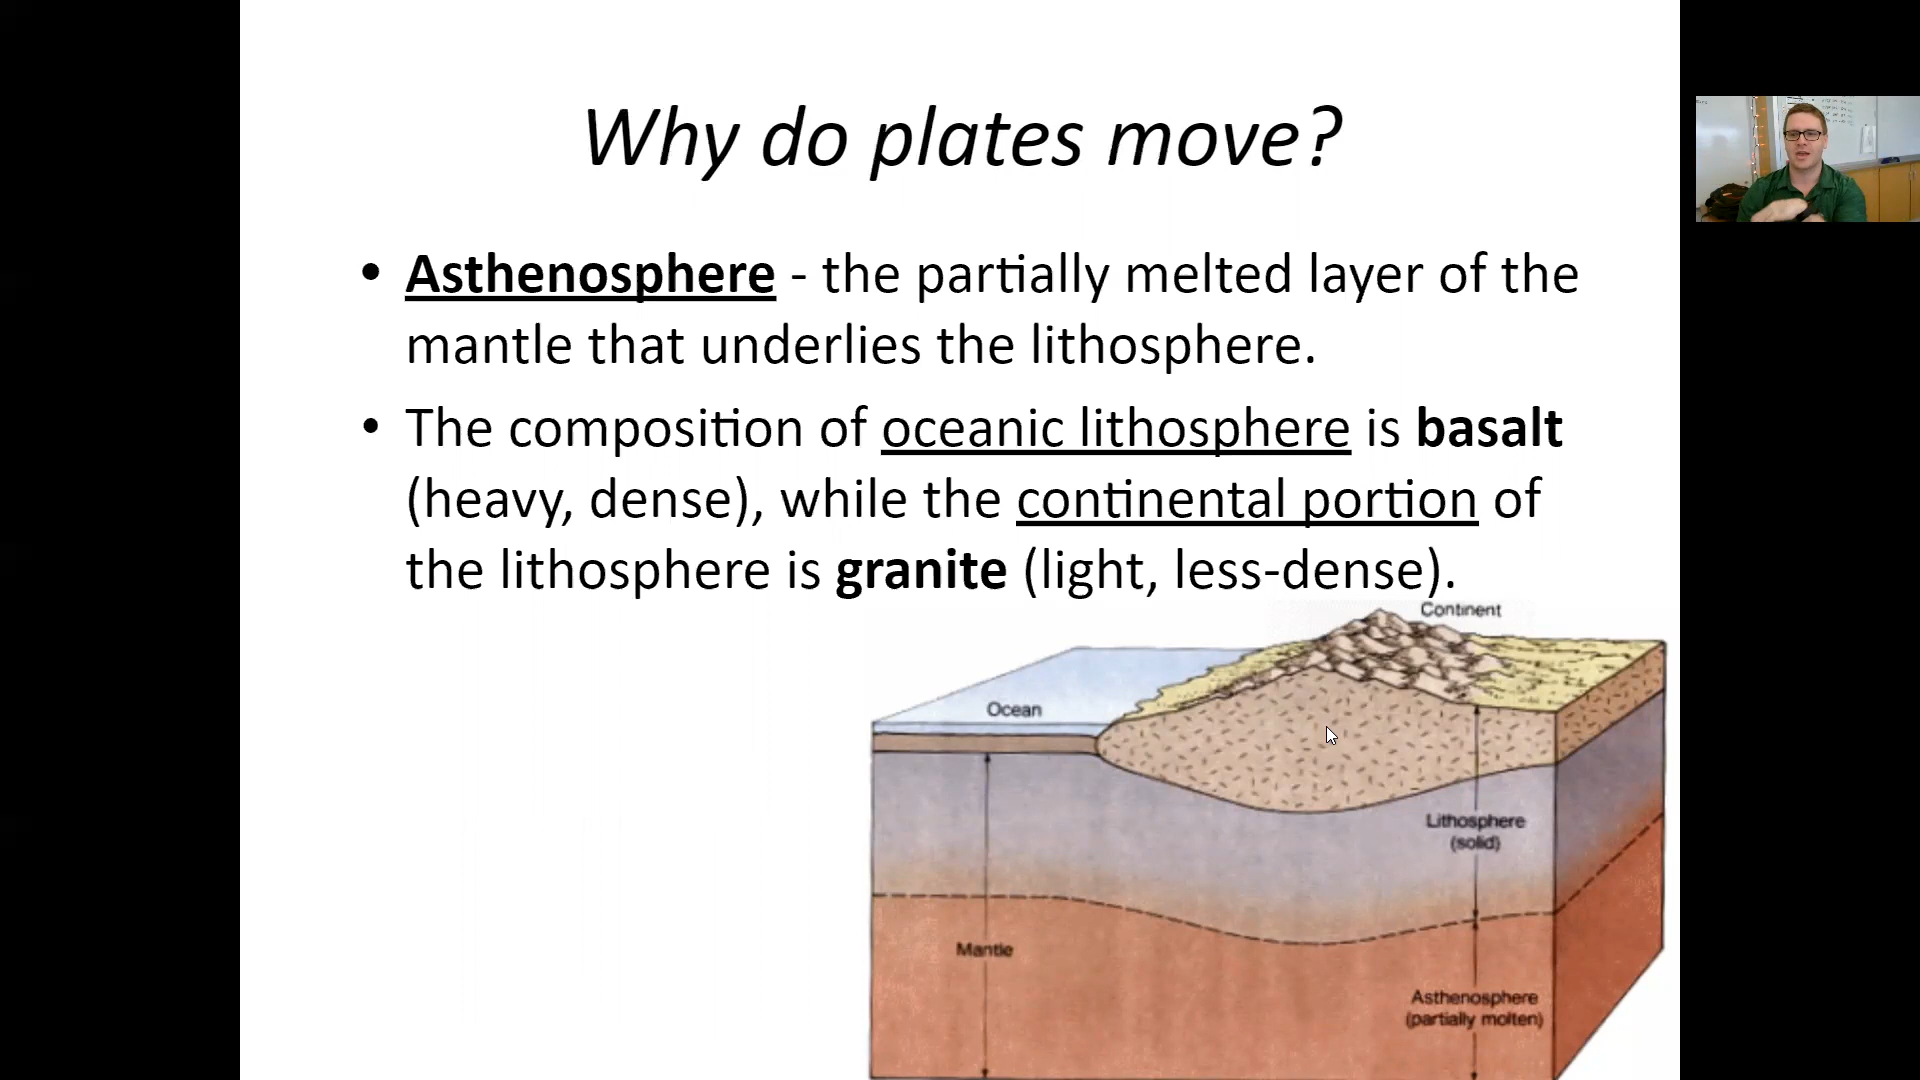 Why do plates move?
• Asthenosphere - the partially melted layer of the
mantle that underlies the lithosphere.
• The composition of oceanic lithosphere is basalt
(heavy, dense), while the continental portion of
the lithosphere is granite (light, less-dense).
Continent
Ocean
Lithosphere
(solid)
Mantle
Asthenosphere
(partially molten)